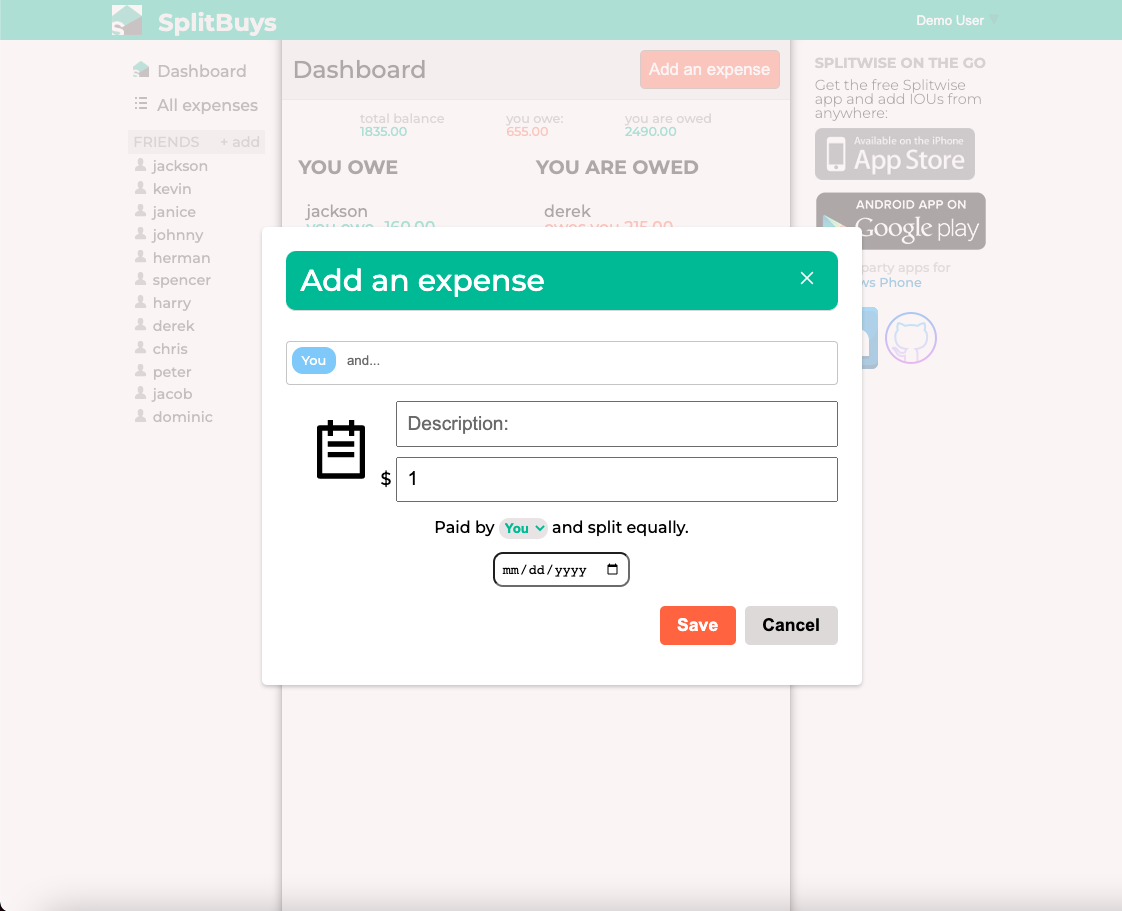 SplitBuys
Demo User
Dashboard
All expenses
FRIENDS + add
jackson
kevin
janice
johnny
herman
spencer
harry
derek
chris
peter
jacob
dominic
Dashboard
Add an expense
total balance
1835.00
you owe:
655.00
you are owed
2490.00
YOU OWE
jackson
you owe 160.00
YOU ARE OWED
derek
owes you 215.00
Add an expense
You and...
Description:
$ 1
Paid by You and split equally.
mm/dd/yyyy
Save Cancel
SPLITWISE ON THE GO
Get the free Splitwise
app and add IOUs from
anywhere:
Available on the iPhone
App Store
ANDROID APP ON
Google play
party apps for
ws Phone